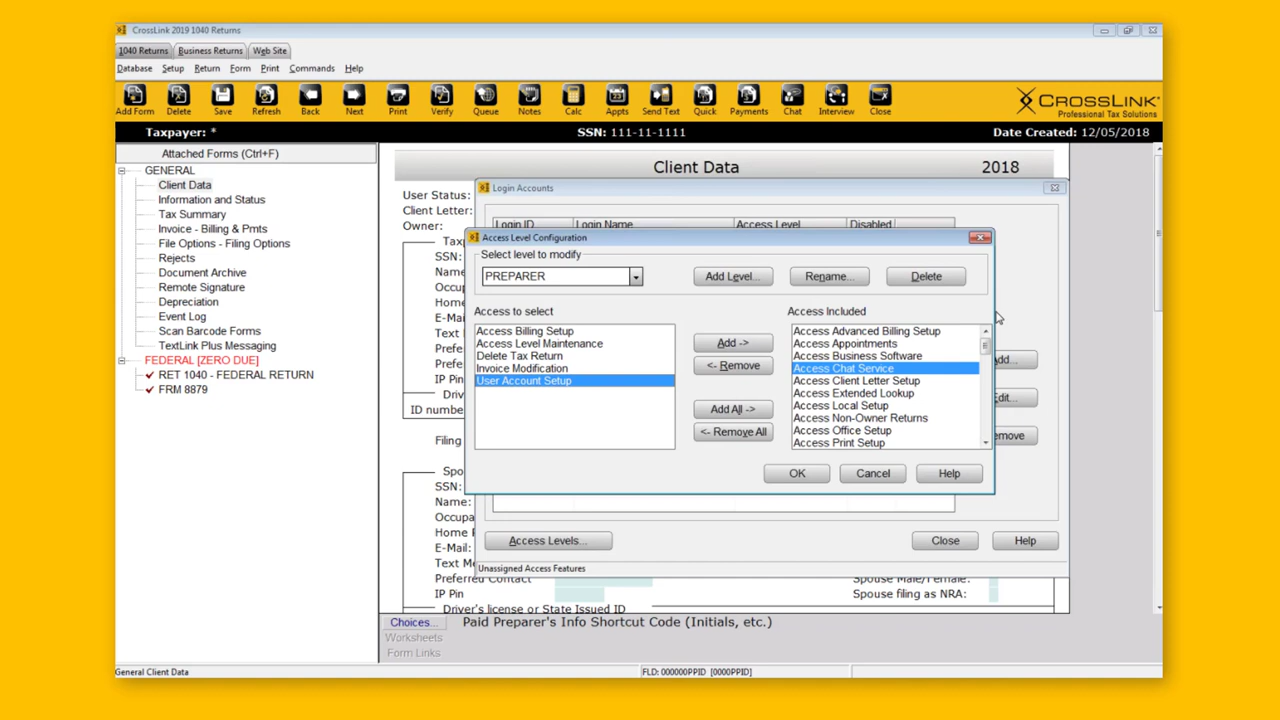 CrossLink 2019 1040 Returns
1040 Returns Business Returns Web Site
Database Setup Return Form Print Commands Help
Add Form Delete Save Refresh Back Next Print Verify Queue Notes Calc Appts Send Text Quick Payments Chat Interview Close
CROSSLINK
Professional Tax Solutions
Taxpayer: * SSN: 111-11-1111 Date Created: 12/05/2018
Attached Forms (Ctrl+F)
GENERAL
Client Data
Information and Status
Tax Summary
Invoice - Billing & Pmts
File Options - Filing Options
Rejects
Document Archive
Remote Signature
Depreciation
Event Log
Scan Barcode Forms
TextLink Plus Messaging
FEDERAL [ZERO DUE]
RET 1040 - FEDERAL RETURN
FRM 8879
Client Data 2018
User Status:
Client Letter:
Owner:
SSN:
Name
Home
E-Mai
Text
Prefe
Prefe
IP Pin
ID number
Filing
Spo
SSN:
Name:
Occupa
Home
E-Mail:
Text
Preferred Contact Spouse Male/Female:
IP Pin Spouse filing as NRA:
Driver's license or State Issued ID
Login Accounts
Login ID Login Name Access Level Disabled
Access Level Configuration
Select level to modify
PREPARER Add Level... Rename... Delete
Access to select
Access Billing Setup
Access Level Maintenance
Delete Tax Return
Invoice Modification
User Account Setup
Add ->
<- Remove
Add All ->
<- Remove All
Access Included
Access Advanced Billing Setup
Access Appointments
Access Business Software
Access Chat Service
Access Client Letter Setup
Access Extended Lookup
Access Local Setup
Access Non-Owner Returns
Access Office Setup
Access Print Setup
OK Cancel Help
dd...
dit...
move
Access Levels... Close Help
Unassigned Access Features
Choices... Paid Preparer's Info Shortcut Code (Initials, etc.)
Worksheets
Form Links
General Client Data FLD: 000000PPID [0000PPID]